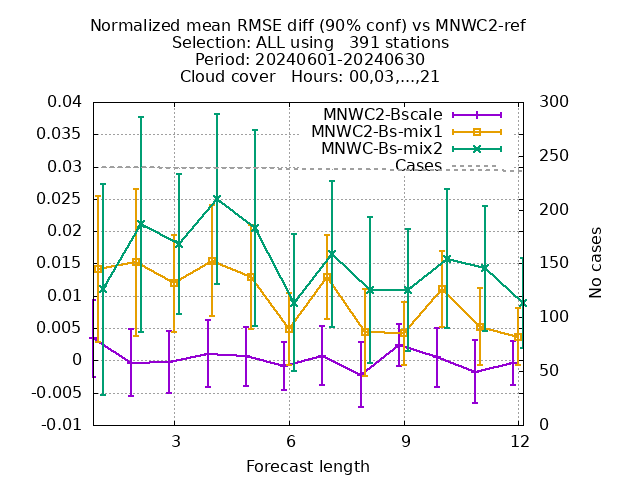 Normalized mean RMSE diff (90% conf) vs MNWC2-ref
Selection: ALL using   391 stations
Period: 20240601-20240630
Cloud cover   Hours: 00,03,...,21
MNWC2-Bscale
MNWC2-Bs-mix1
MNWC-Bs-mix2
Cases
0.04
0.035
0.03
0.025
0.02
0.015
0.01
0.005
0
-0.005
-0.01
300
250
200
150
100
50
0
No cases
3
6
9
12
Forecast length